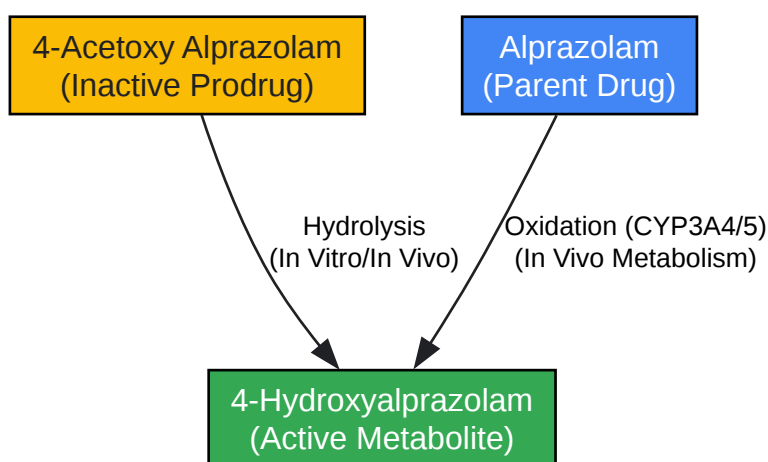 4-Acetoxy Alprazolam
(Inactive Prodrug)
Alprazolam
(Parent Drug)
Hydrolysis
(In Vitro/In Vivo)
Oxidation (CYP3A4/5)
(In Vivo Metabolism)
4-Hydroxyalprazolam
(Active Metabolite)